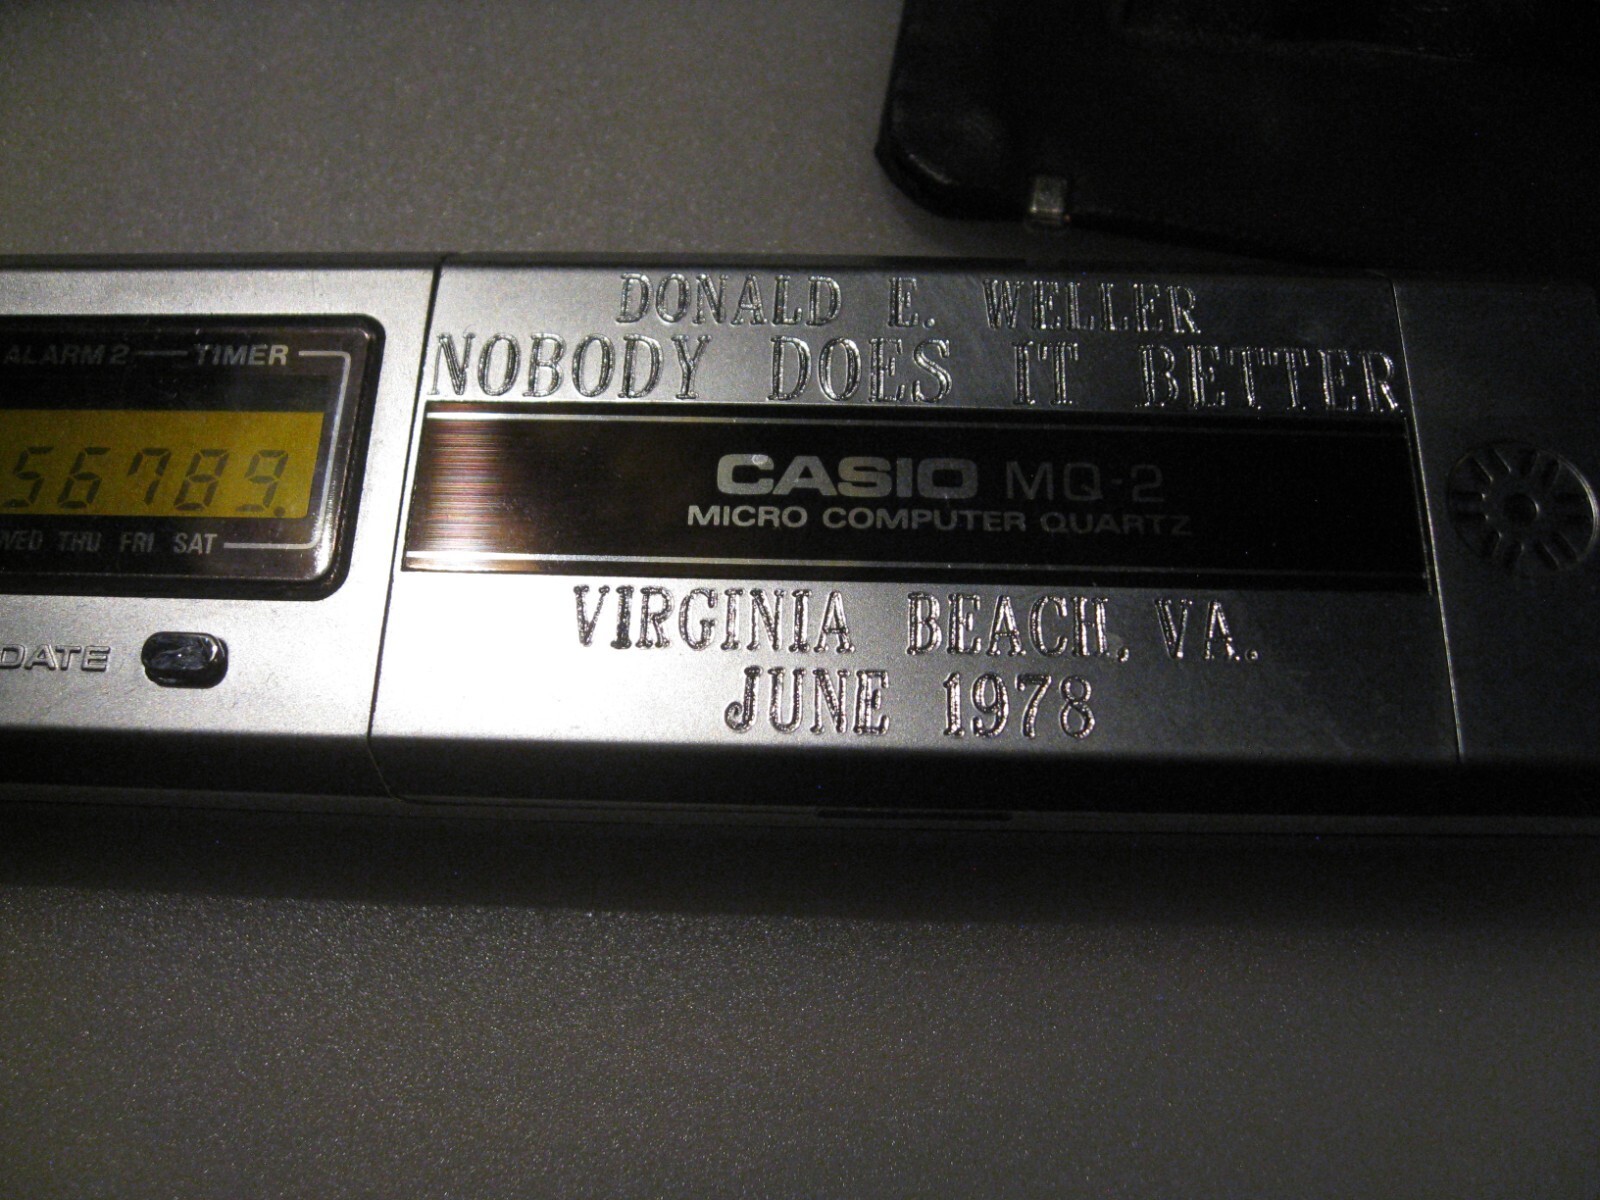 DONALD E. WELLER
NOBODY DOES IT BETTER
ALARM 2 TIMER
56789.
WED THU FRI SAT
CASIO MQ-2
MICRO COMPUTER QUARTZ
DATE
VIRGINIA BEACH, VA.
JUNE 1978